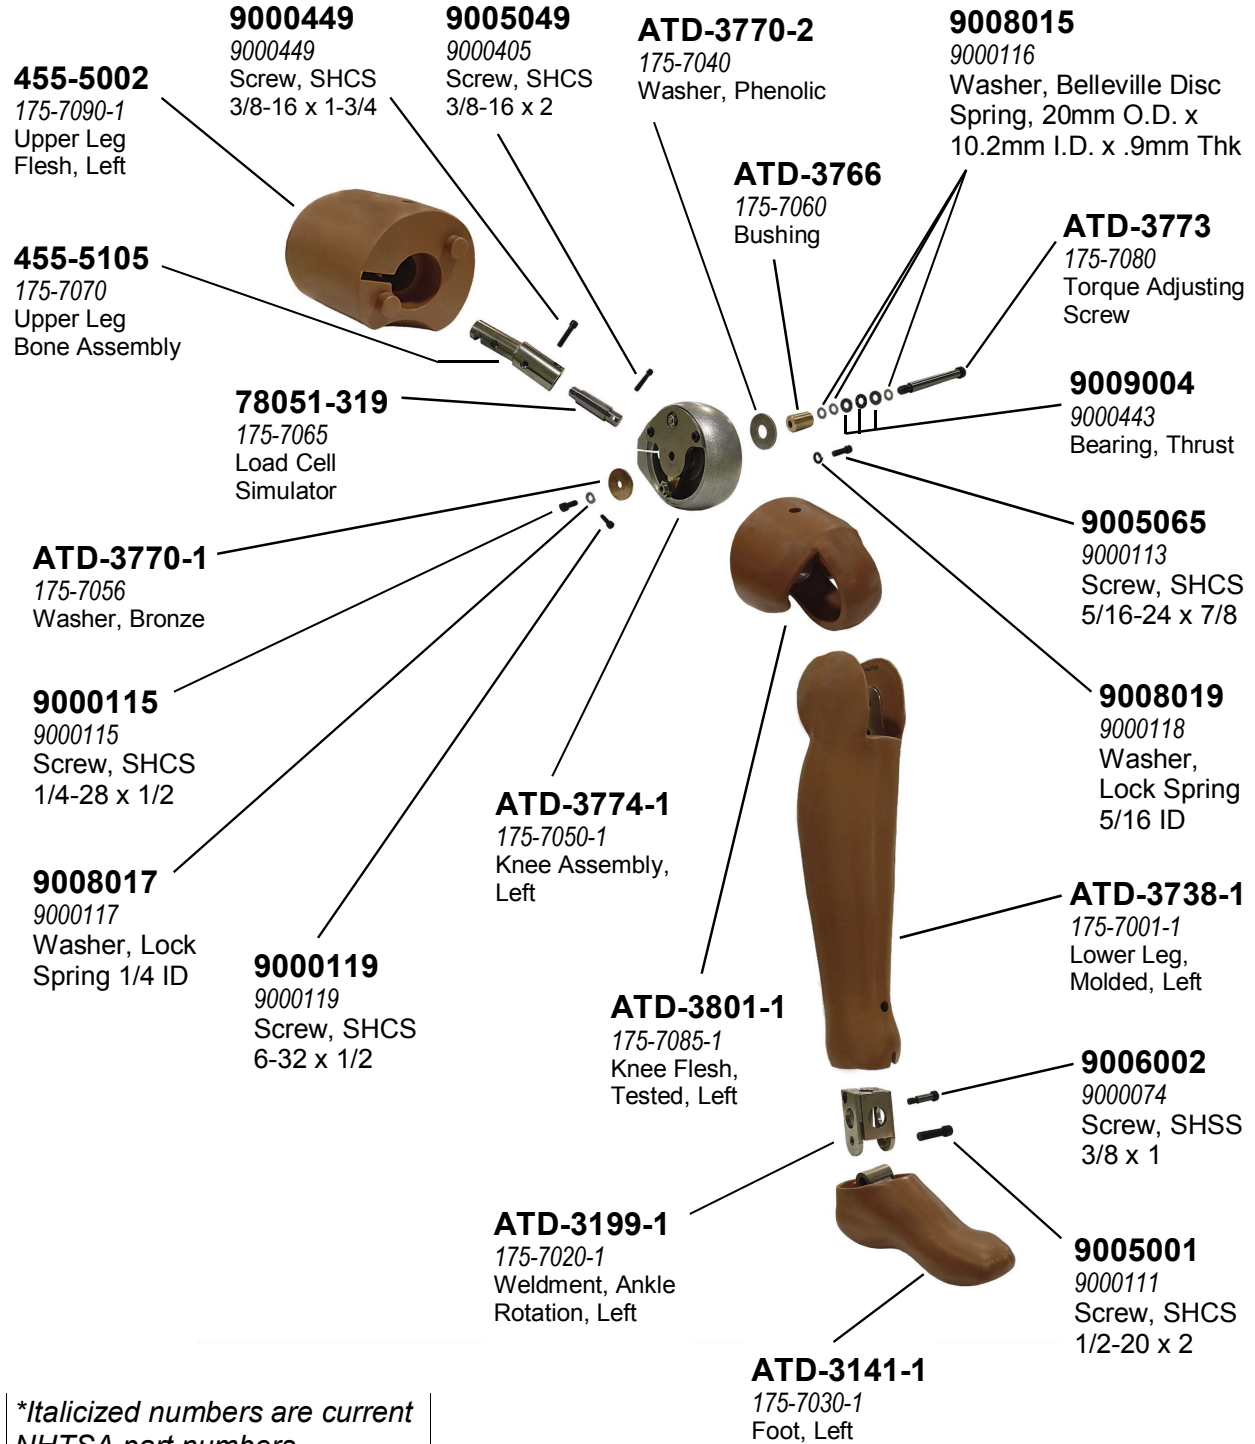 9000449
9000449
Screw, SHCS
3/8-16 x 1-3/4
9005049
9000405
Screw, SHCS
3/8-16 x 2
ATD-3770-2
175-7040
Washer, Phenolic
9008015
9000116
Washer, Belleville Disc
Spring, 20mm O.D. x
10.2mm I.D. x .9mm Thk
455-5002
175-7090-1
Upper Leg
Flesh, Left
ATD-3766
175-7060
Bushing
ATD-3773
175-7080
Torque Adjusting
Screw
455-5105
175-7070
Upper Leg
Bone Assembly
78051-319
175-7065
Load Cell
Simulator
9009004
9000443
Bearing, Thrust
ATD-3770-1
175-7056
Washer, Bronze
9005065
9000113
Screw, SHCS
5/16-24 x 7/8
9000115
9000115
Screw, SHCS
1/4-28 x 1/2
9008019
9000118
Washer,
Lock Spring
5/16 ID
ATD-3774-1
175-7050-1
Knee Assembly,
Left
9008017
9000117
Washer, Lock
Spring 1/4 ID
ATD-3738-1
175-7001-1
Lower Leg,
Molded, Left
9000119
9000119
Screw, SHCS
6-32 x 1/2
ATD-3801-1
175-7085-1
Knee Flesh,
Tested, Left
9006002
9000074
Screw, SHSS
3/8 x 1
ATD-3199-1
175-7020-1
Weldment, Ankle
Rotation, Left
9005001
9000111
Screw, SHCS
1/2-20 x 2
ATD-3141-1
175-7030-1
Foot, Left
*Italicized numbers are current
NHTSA part numbers